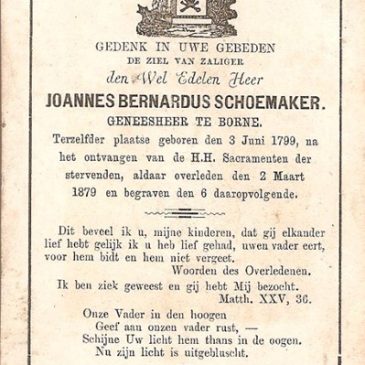 GEDENK IN UWE GEBEDEN
DE ZIEL VAN ZALIGER
den Wel Edelen Heer
JOANNES BERNARDUS SCHOEMAKER.
GENEESHEER TE BORNE.
Terzelfder plaatse geboren den 3 Juni 1799, na
het ontvangen van de H.H. Sacramenten der
stervenden, aldaar overleden den 2 Maart
1879 en begraven den 6 daaropvolgende.
Dit beveel ik u, mijne kinderen, dat gij elkander
lief hebt gelijk ik u heb lief gehad, uwen vader eert,
voor hem bidt en hem niet vergeet.
Woorden des Overledenen.
Ik ben ziek geweest en gij hebt Mij bezocht.
Matth. XXV, 36.
Onze Vader in den hoogen
Geef aan onzen vader rust, —
Schijne Uw licht hem thans in de oogen.
Nu zijn licht is uitgebluscht.